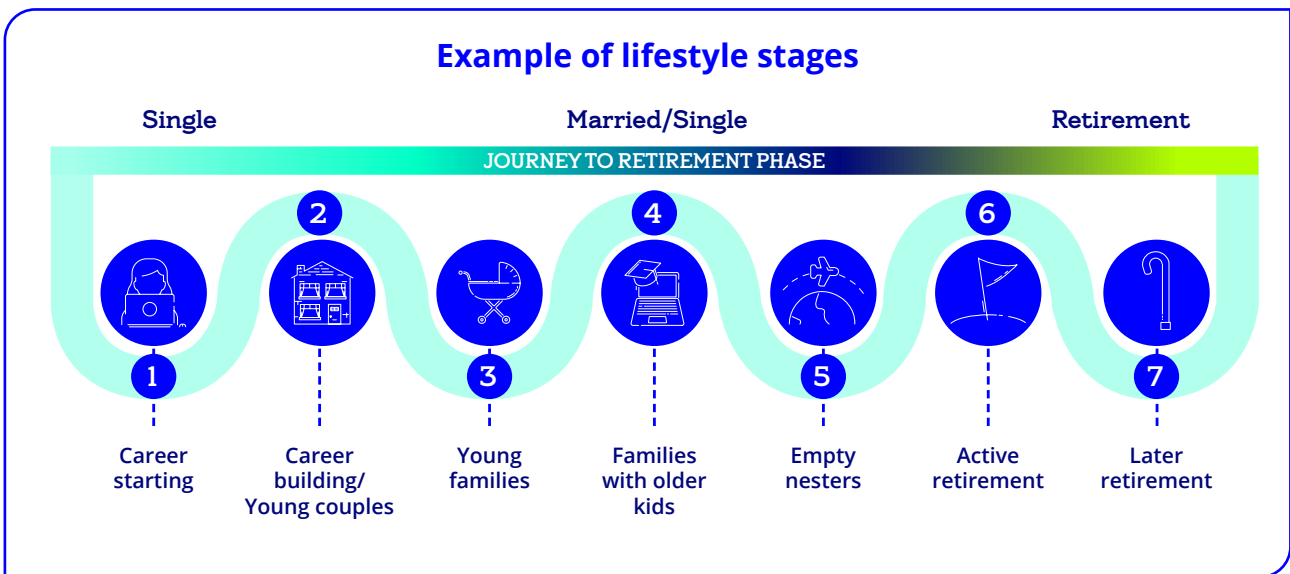 Example of lifestyle stages
Single
Married/Single
Retirement
JOURNEY TO RETIREMENT PHASE
1
2
3
4
5
6
7
Career
starting
Career
building/
Young couples
Young
families
Families
with older
kids
Empty
nesters
Active
retirement
Later
retirement